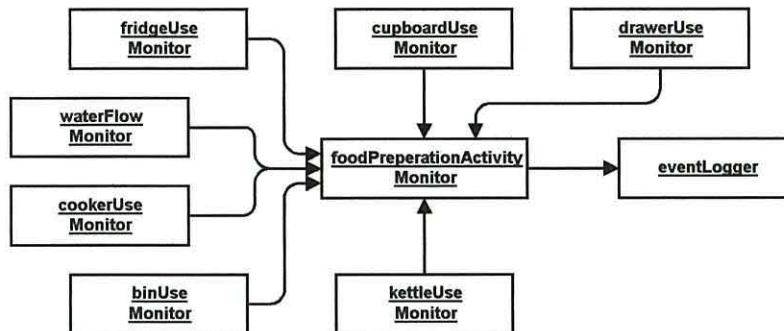 fridgeUse
Monitor
cupboardUse
Monitor
drawerUse
Monitor
waterFlow
Monitor
foodPreperationActivity
Monitor
eventLogger
cookerUse
Monitor
binUse
Monitor
kettleUse
Monitor